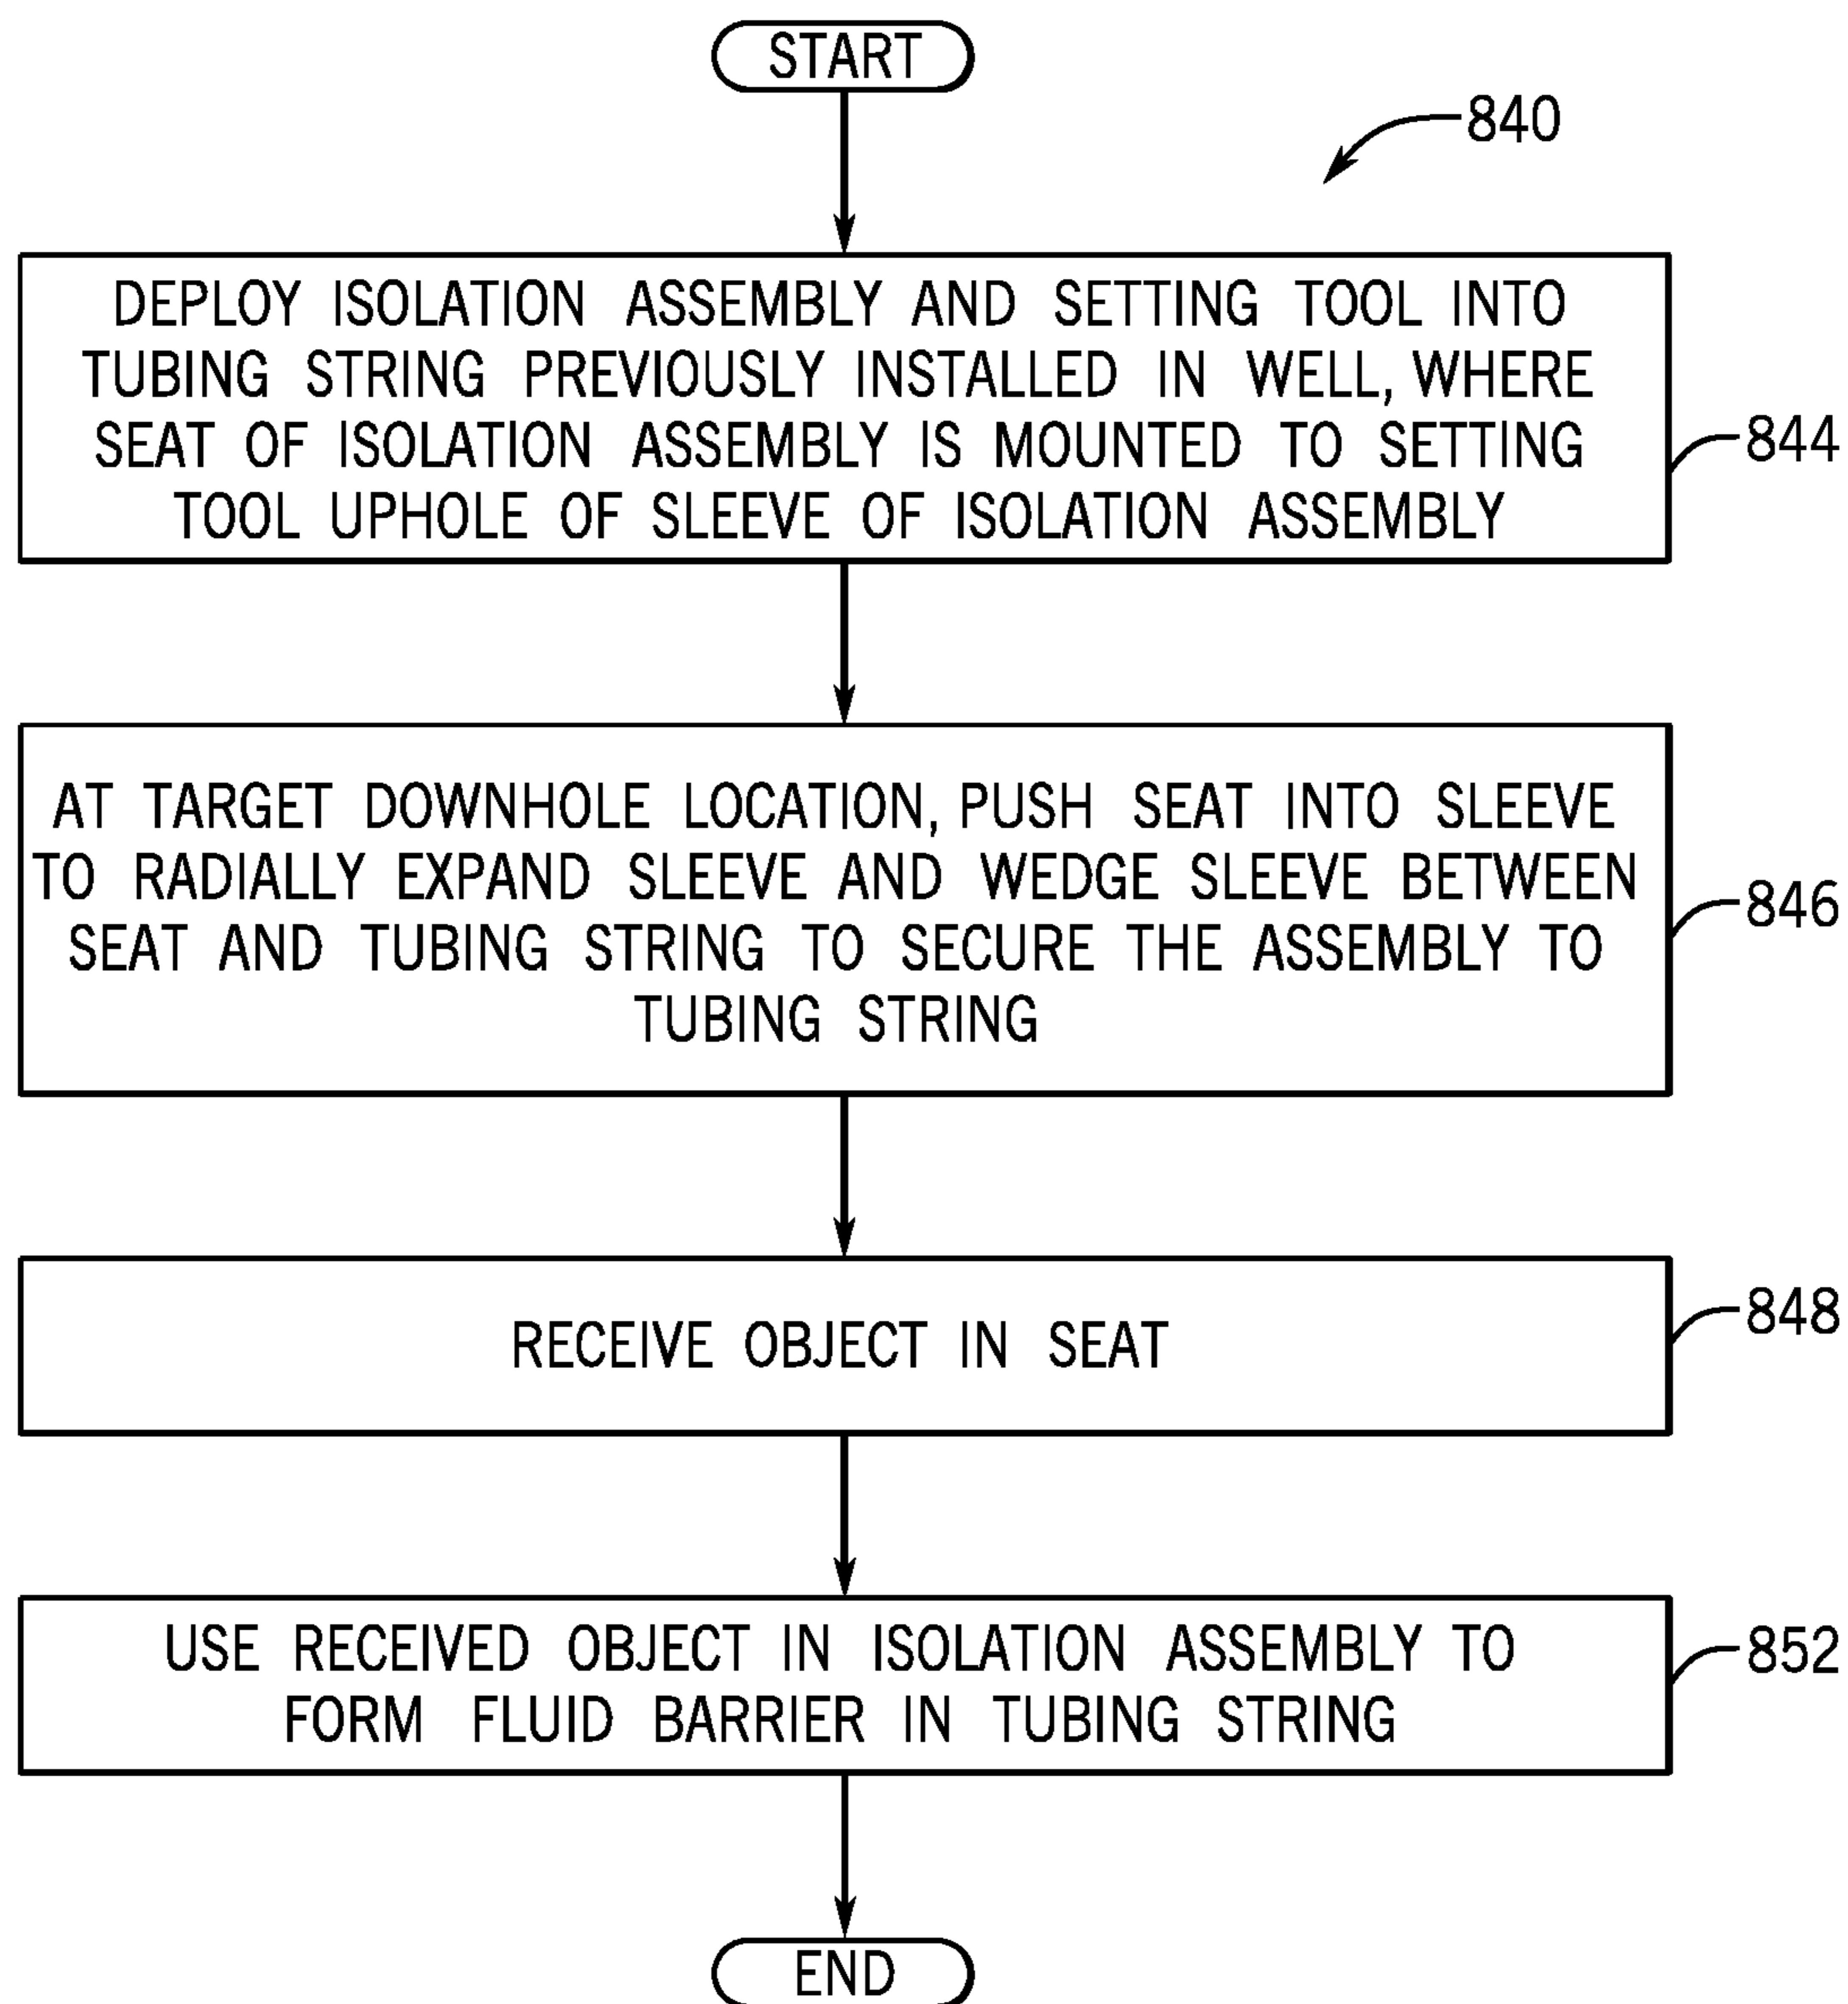 START
840
DEPLOY ISOLATION ASSEMBLY AND SETTING TOOL INTO
TUBING STRING PREVIOUSLY INSTALLED IN WELL, WHERE
SEAT OF ISOLATION ASSEMBLY IS MOUNTED TO SETTING
TOOL UPHOLE OF SLEEVE OF ISOLATION ASSEMBLY
844
AT TARGET DOWNHOLE LOCATION, PUSH SEAT INTO SLEEVE
TO RADIALLY EXPAND SLEEVE AND WEDGE SLEEVE BETWEEN
SEAT AND TUBING STRING TO SECURE THE ASSEMBLY TO
TUBING STRING
846
RECEIVE OBJECT IN SEAT
848
USE RECEIVED OBJECT IN ISOLATION ASSEMBLY TO
FORM FLUID BARRIER IN TUBING STRING
852
END